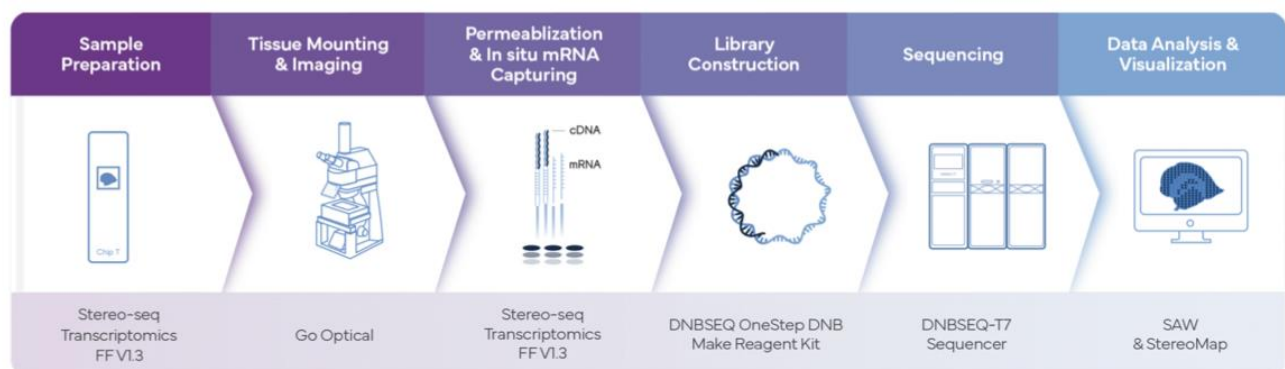 Sample
Preparation
Tissue Mounting
& Imaging
Permeablization
& In situ mRNA
Capturing
Library
Construction
Sequencing
Data Analysis &
Visualization
cDNA
mRNA
Chip T
Stereo-seq
Transcriptomics
FF V1.3
Go Optical
Stereo-seq
Transcriptomics
FF V1.3
DNBSEQ OneStep DNB
Make Reagent Kit
DNBSEQ-T7
Sequencer
SAW
& StereoMap